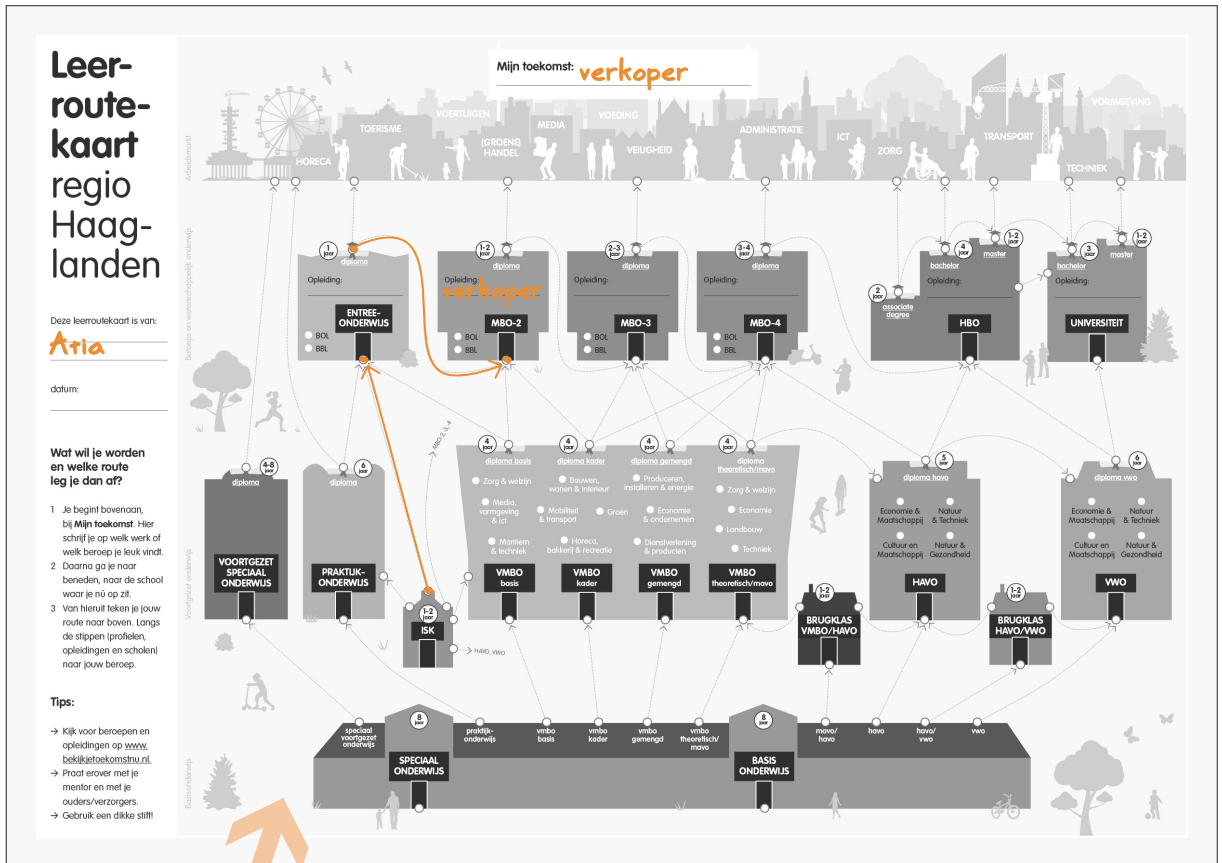 Leer-
route-
kaart
regio
Haag-
landen
Deze leerroutekaart is van:
Atia
datum:
Wat wil je worden
en welke route
leg je dan af?
1 Je begint bovenaan,
bij Mijn toekomst. Hier
schrijf je op welk werk of
welk beroep je leuk vindt.
2 Daarna ga je naar
beneden, naar de school
waar je nú op zit.
3 Van hieruit teken je jouw
route naar boven. Langs
de stippen (profielen,
opleidingen en scholen)
naar jouw beroep.
Tips:
→ Kijk voor beroepen en
opleidingen op www.
bekijkjetoekomstnu.nl.
→ Praat erover met je
mentor en met je
ouders/verzorgers.
→ Gebruik een dikke stift!
Mijn toekomst: verkoper
Arbeidsmarkt
HORECA
TOERISME
VOERTUIGEN
(GROENE)
HANDEL
MEDIA
VOEDING
VEILIGHEID
ADMINISTRATIE
ICT
ZORG
TRANSPORT
TECHNIEK
VORMGEVING
Beroeps en wetenschappelijk onderwijs
1
jaar
diploma
Opleiding:
ENTREE-
ONDERWIJS
BOL
BBL
1-2
jaar
diploma
Opleiding:
verkoper
MBO-2
BOL
BBL
2-3
jaar
diploma
Opleiding:
MBO-3
BOL
BBL
3-4
jaar
diploma
Opleiding:
MBO-4
BOL
BBL
2
jaar
associate
degree
4
jaar
bachelor
1-2
jaar
master
Opleiding:
HBO
3
jaar
bachelor
1-2
jaar
master
Opleiding:
UNIVERSITEIT
Voortgezet onderwijs
4-8
jaar
diploma
VOORTGEZET
SPECIAAL
ONDERWIJS
6
jaar
diploma
PRAKTIJK-
ONDERWIJS
MBO-2, 3, 4
1-2
jaar
ISK
HAVO, VWO
4
jaar
diploma basis
Zorg & welzijn
Media,
vormgeving
& ict
Maritiem
& techniek
VMBO
basis
4
jaar
diploma kader
Bouwen,
wonen & interieur
Mobiliteit
& transport
Groen
Horeca,
bakkerij & recreatie
VMBO
kader
4
jaar
diploma gemengd
Produceren,
installeren & energie
Economie
& ondernemen
Dienstverlening
& producten
VMBO
gemengd
4
jaar
diploma
theoretisch/mavo
Zorg & welzijn
Economie
Landbouw
Techniek
VMBO
theoretisch/mavo
1-2
jaar
BRUGKLAS
VMBO/HAVO
5
jaar
diploma havo
Economie &
Maatschappij
Natuur
& Techniek
Cultuur en
Maatschappij
Natuur &
Gezondheid
HAVO
1-2
jaar
BRUGKLAS
HAVO/VWO
6
jaar
diploma vwo
Economie &
Maatschappij
Natuur
& Techniek
Cultuur en
Maatschappij
Natuur &
Gezondheid
VWO
Basisonderwijs
speciaal
voortgezet
onderwijs
8
jaar
SPECIAAL
ONDERWIJS
praktijk-
onderwijs
vmbo
basis
vmbo
kader
vmbo
gemengd
vmbo
theoretisch/
mavo
8
jaar
BASIS
ONDERWIJS
mavo/
havo
havo
havo/
vwo
vwo